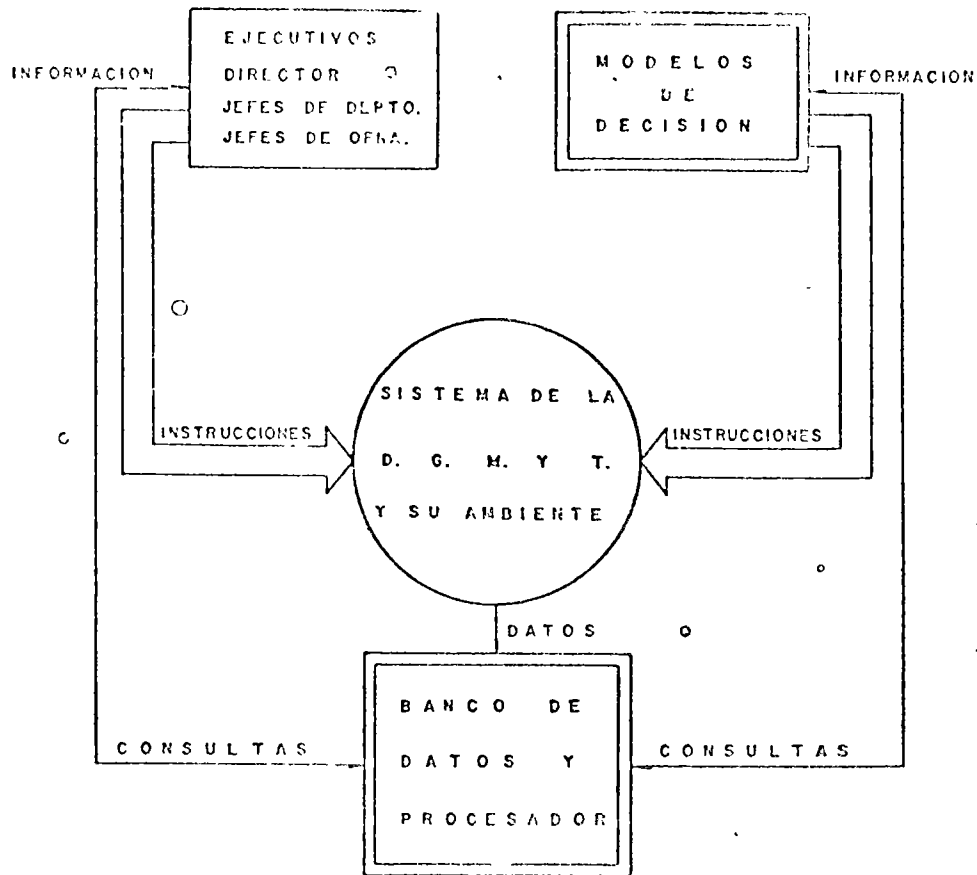 EJECUTIVOS
DIRECTOR
JEFES DE DEPTO.
JEFES DE OFNA.
INFORMACION
MODELOS
DE
DECISION
INFORMACION
SISTEMA DE LA
D. G. M. Y T.
Y SU AMBIENTE
INSTRUCCIONES
INSTRUCCIONES
DATOS
BANCO DE
DATOS Y
PROCESADOR
CONSULTAS
CONSULTAS